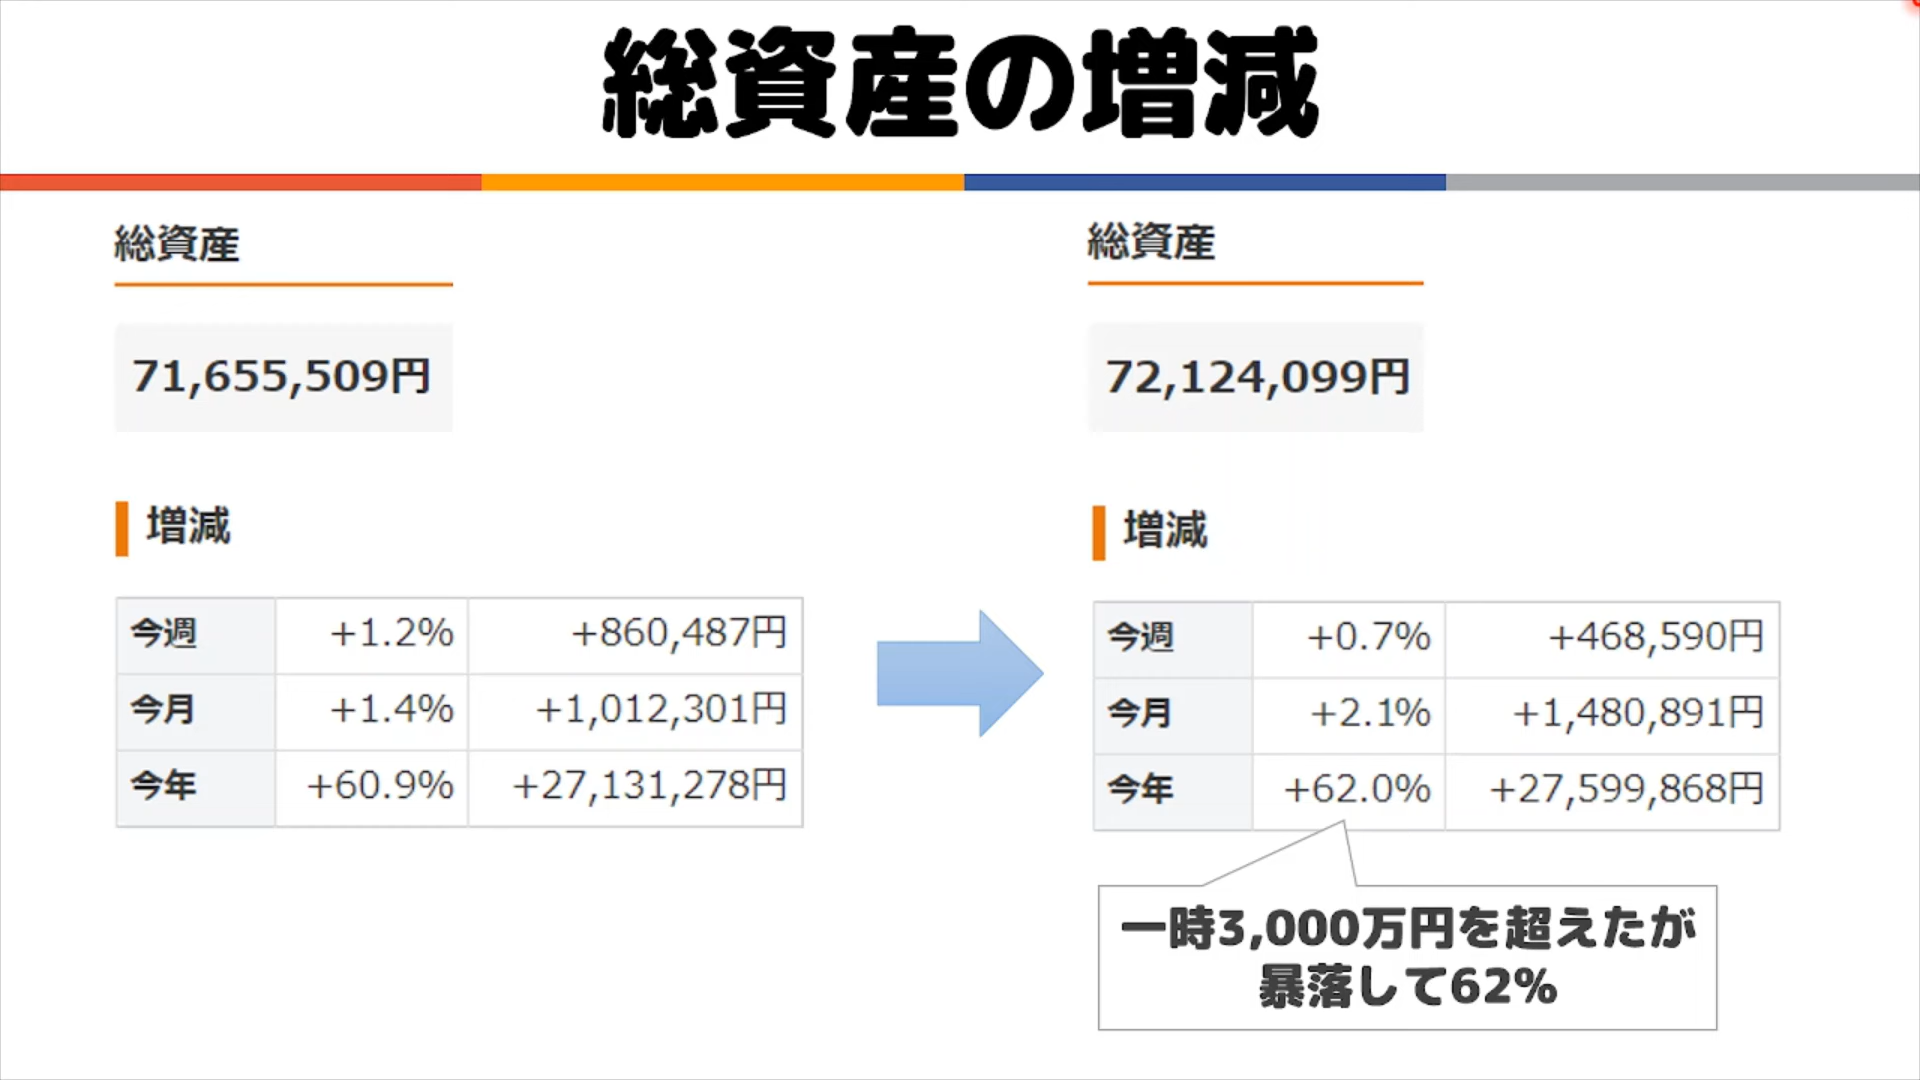 総資産の増減
総資産
71,655,509円
増減
今週 +1.2% +860,487円
今月 +1.4% +1,012,301円
今年 +60.9% +27,131,278円
総資産
72,124,099円
増減
今週 +0.7% +468,590円
今月 +2.1% +1,480,891円
今年 +62.0% +27,599,868円
一時3,000万円を超えたが
暴落して62%